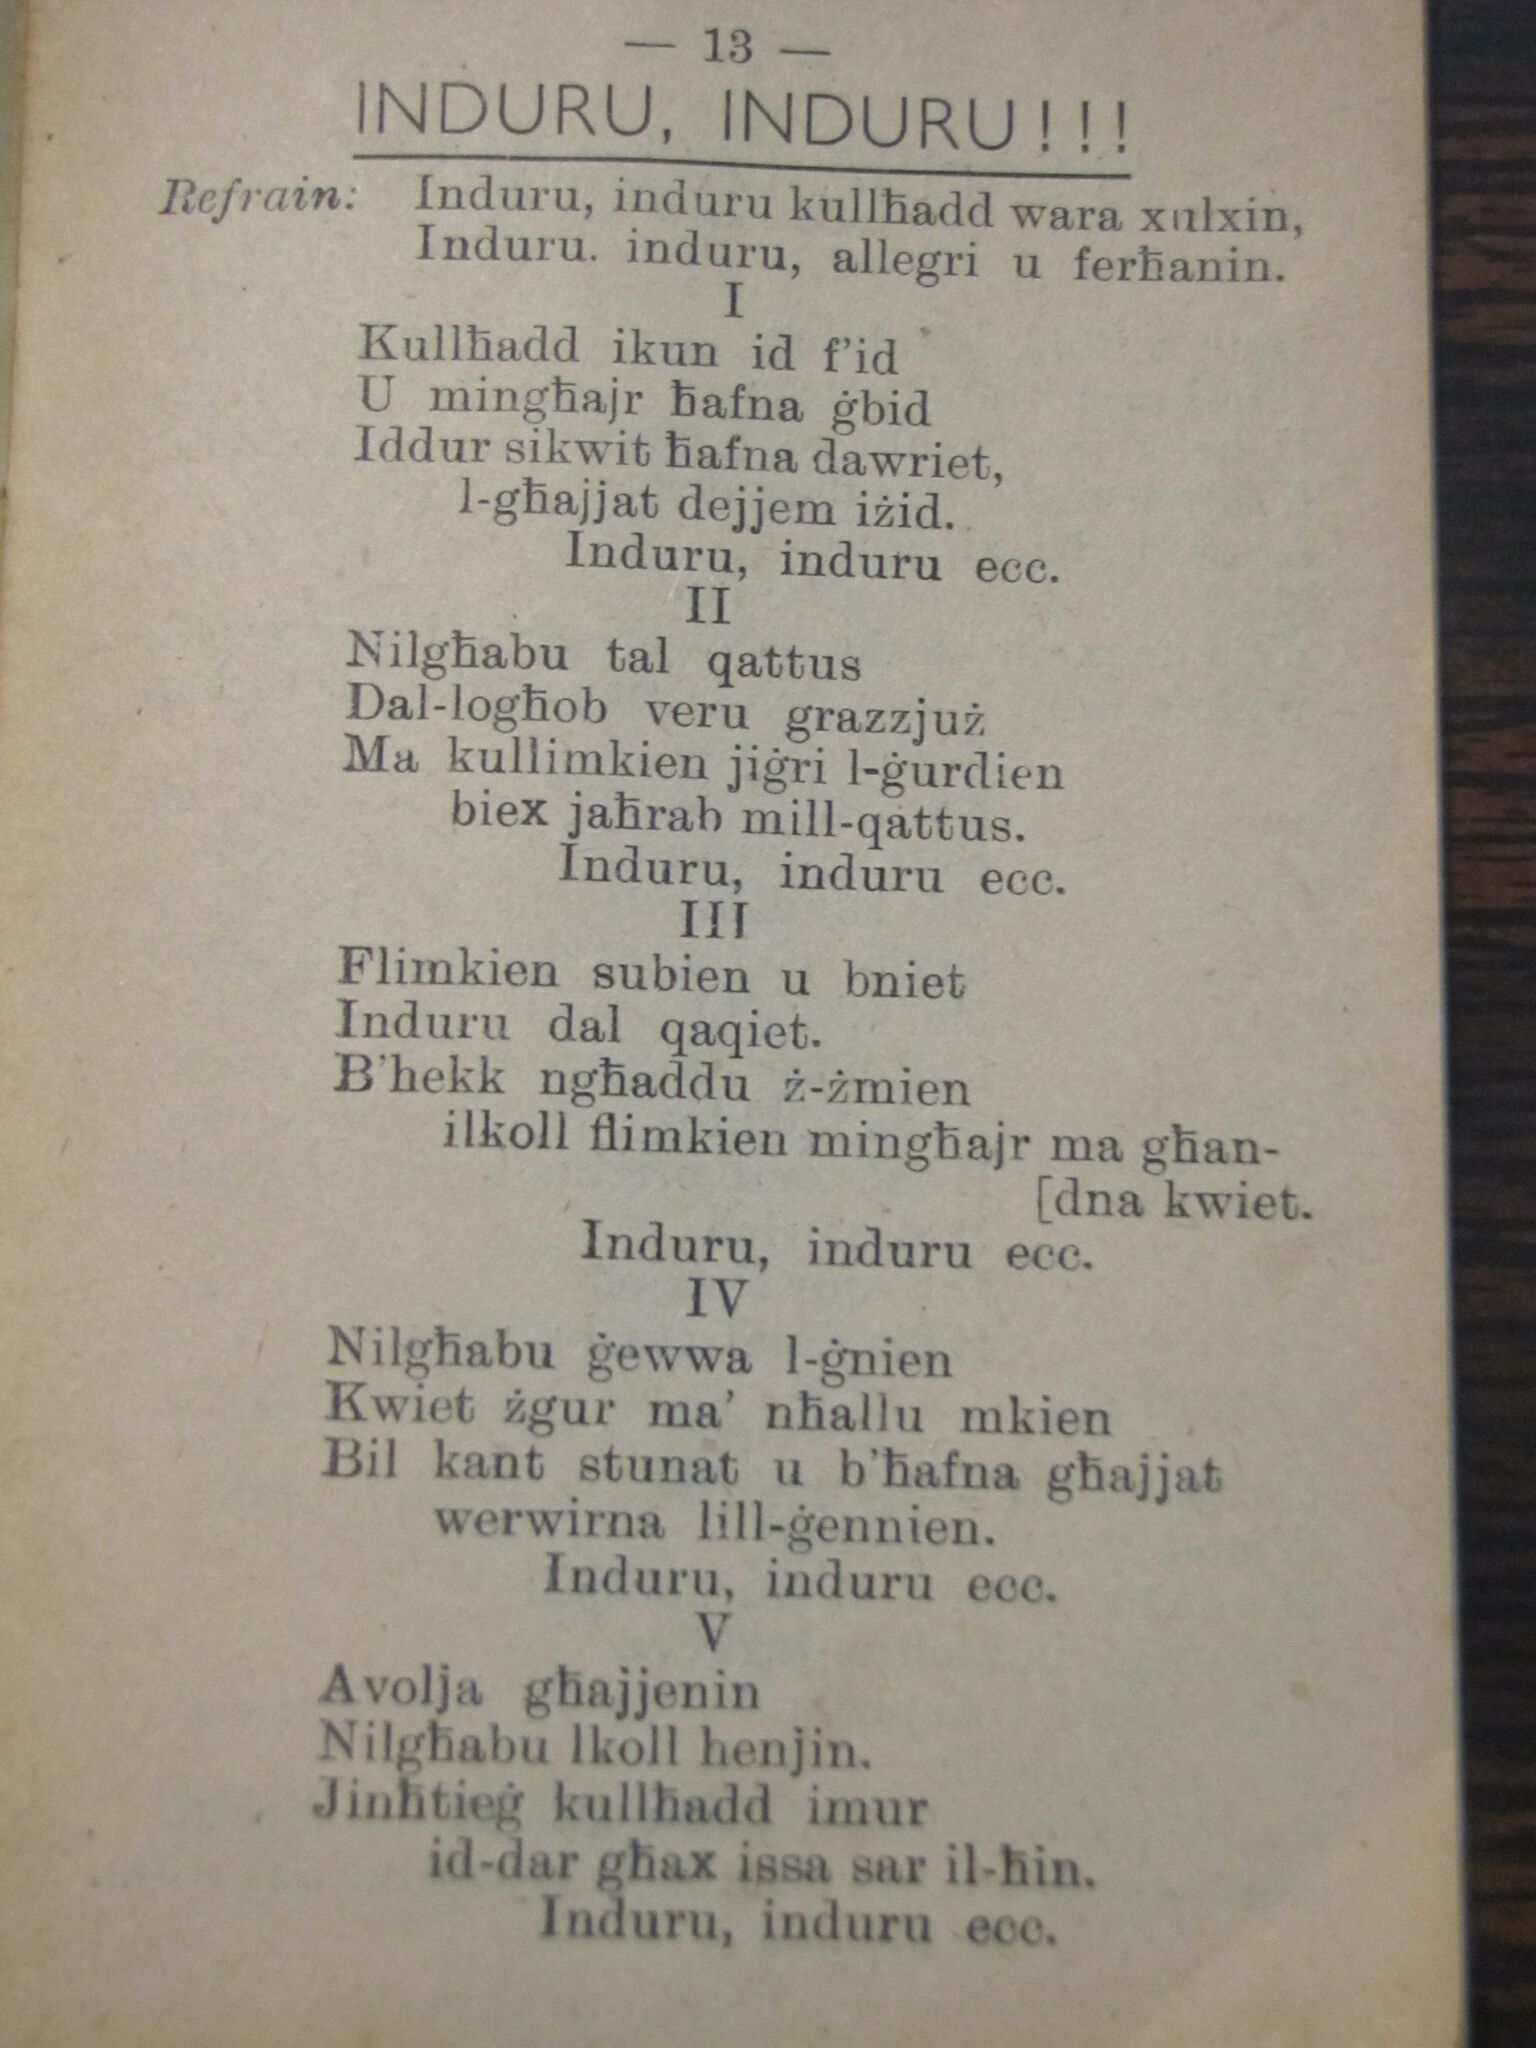 — 13 —
INDURU, INDURU!!!
Refrain: Induru, induru kullħadd wara xulxin,
Induru. induru, allegri u ferħanin.
I
Kullħadd ikun id f'id
U mingħajr ħafna ġbid
Iddur sikwit ħafna dawriet,
l-għajjat dejjem iżid.
Induru, induru ecc.
II
Nilgħabu tal qattus
Dal-logħob veru grazzjuż
Ma kullimkien jiġri l-ġurdien
biex jaħrab mill-qattus.
Induru, induru ecc.
III
Flimkien subien u bniet
Induru dal qaqiet.
B'hekk ngħaddu ż-żmien
ilkoll flimkien mingħajr ma għan-
[dna kwiet.
Induru, induru ecc.
IV
Nilgħabu ġewwa l-ġnien
Kwiet żgur ma' nħallu mkien
Bil kant stunat u b'ħafna għajjat
werwirna lill-ġennien.
Induru, induru ecc.
V
Avolja għajjenin
Nilgħabu lkoll henjin.
Jinħtieġ kullħadd imur
id-dar għax issa sar il-ħin.
Induru, induru ecc.